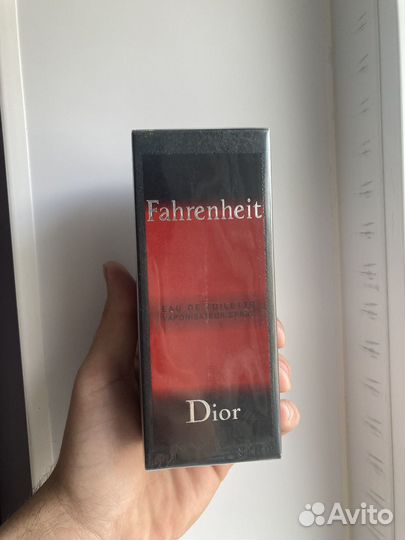 Fahrenheit
EAU DE TOILETTE
VAPORISATEUR SPRAY
Dior
Avito